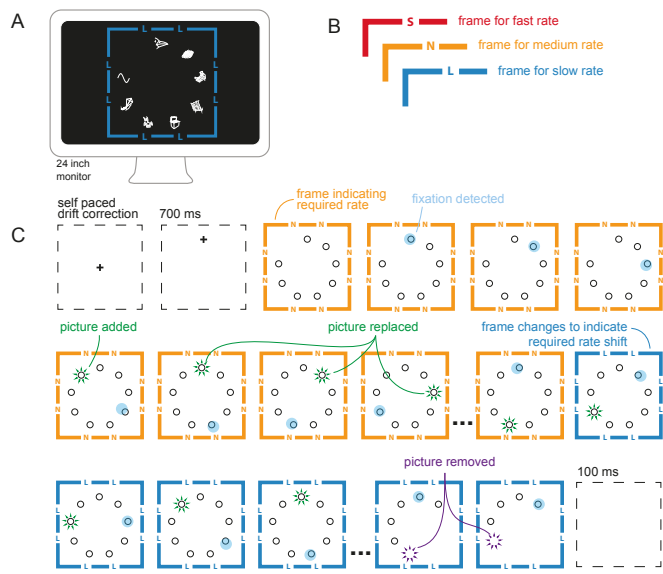 A
L L
L L
L L
L L
24 inch
monitor
B
S frame for fast rate
N frame for medium rate
L frame for slow rate
C
self paced
drift correction
700 ms
frame indicating
required rate
fixation detected
N N N N N N N N
N N N N N N N N
N N N N N N N N
N N N N N N N N
picture added
picture replaced
frame changes to indicate
required rate shift
N N N N N N N N N N L L
N N N N N N N N N N L L
N N N N N N N N N N L L
N N N N N N N N N N L L
picture removed
100 ms
L L L L L L L L L L
L L L L L L L L L L
L L L L L L L L L L
L L L L L L L L L L